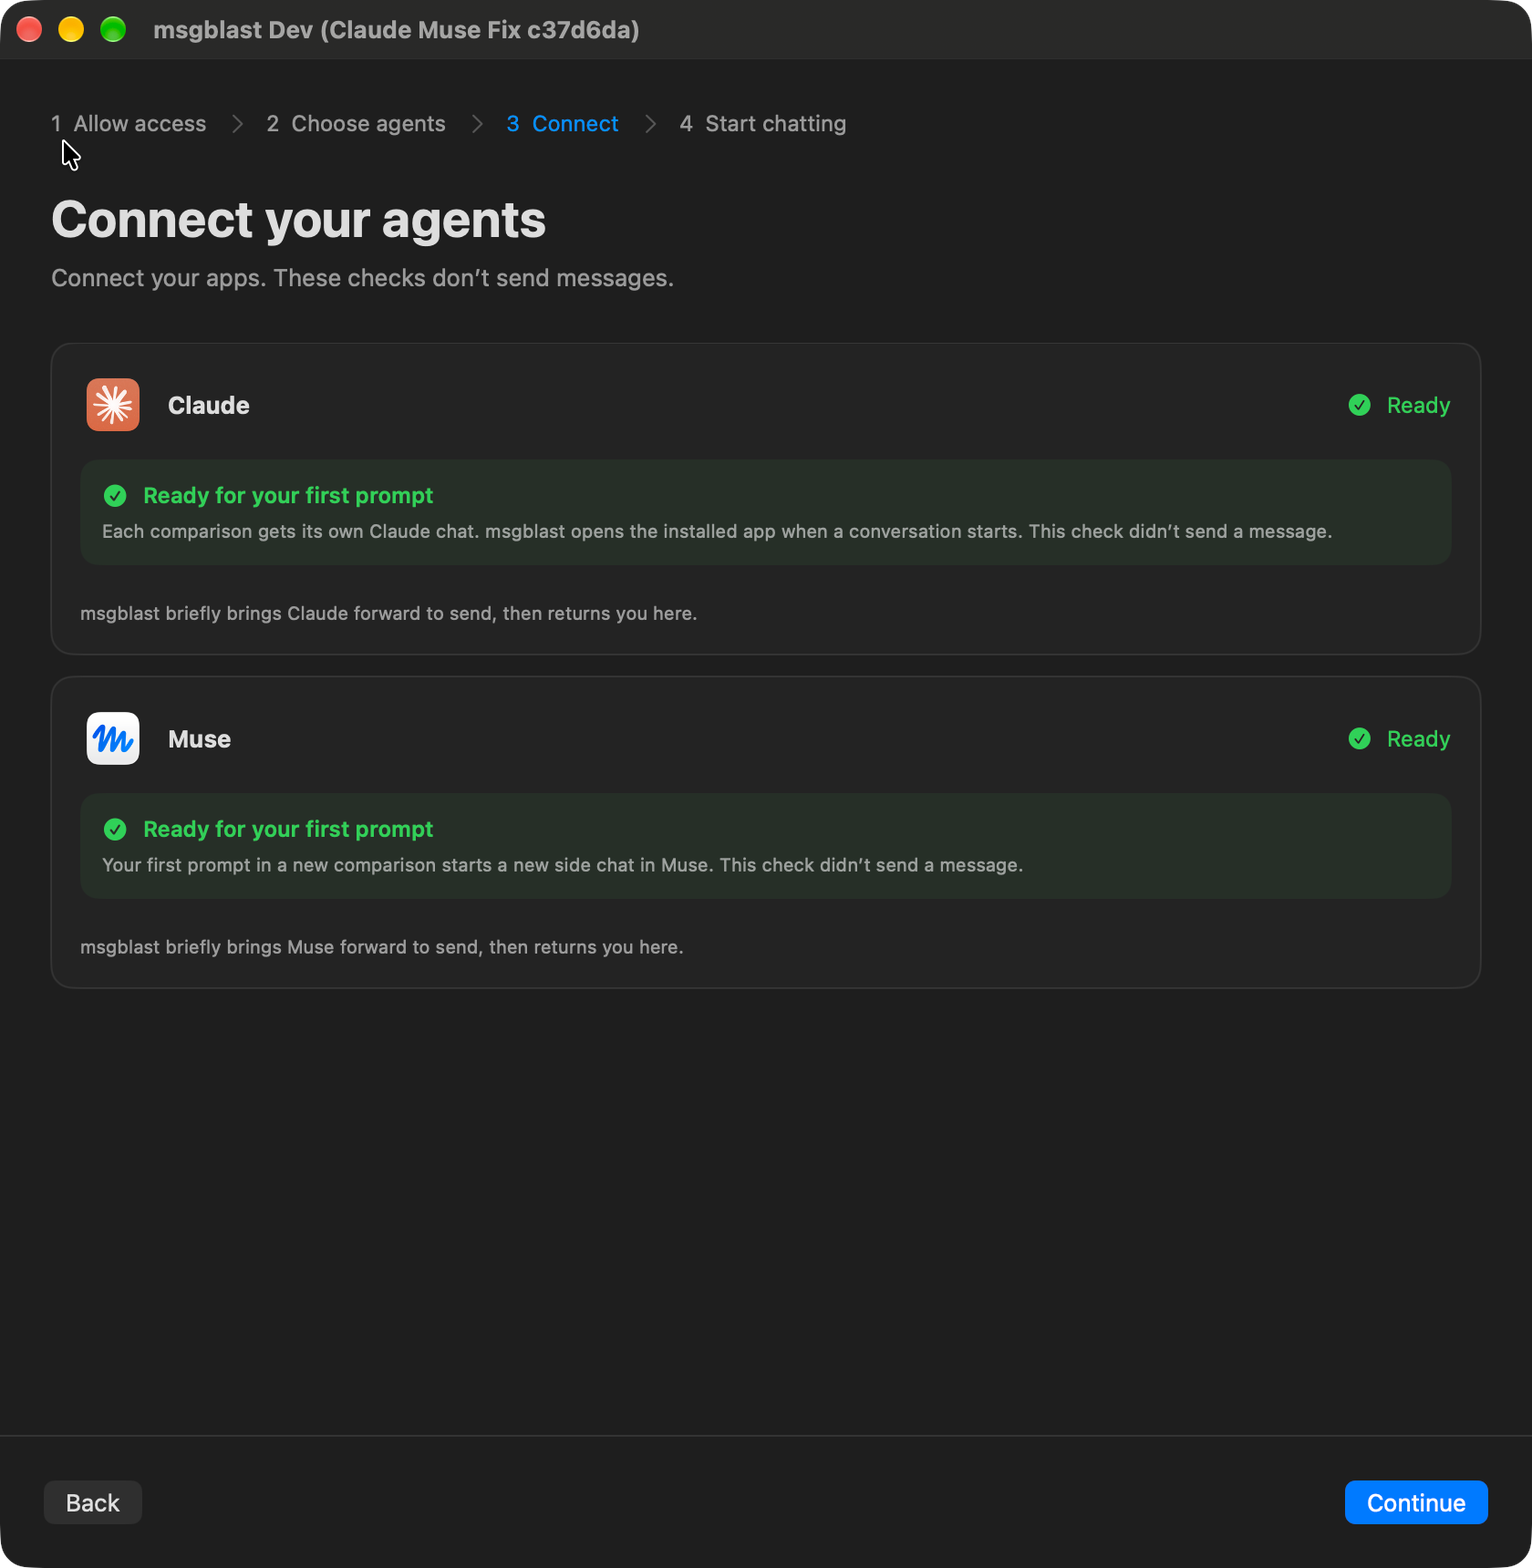 msgblast Dev (Claude Muse Fix c37d6da)
1 Allow access > 2 Choose agents > 3 Connect > 4 Start chatting
Connect your agents
Connect your apps. These checks don’t send messages.
Claude
Ready
Ready for your first prompt
Each comparison gets its own Claude chat. msgblast opens the installed app when a conversation starts. This check didn’t send a message.
msgblast briefly brings Claude forward to send, then returns you here.
Muse
Ready
Ready for your first prompt
Your first prompt in a new comparison starts a new side chat in Muse. This check didn’t send a message.
msgblast briefly brings Muse forward to send, then returns you here.
Back
Continue